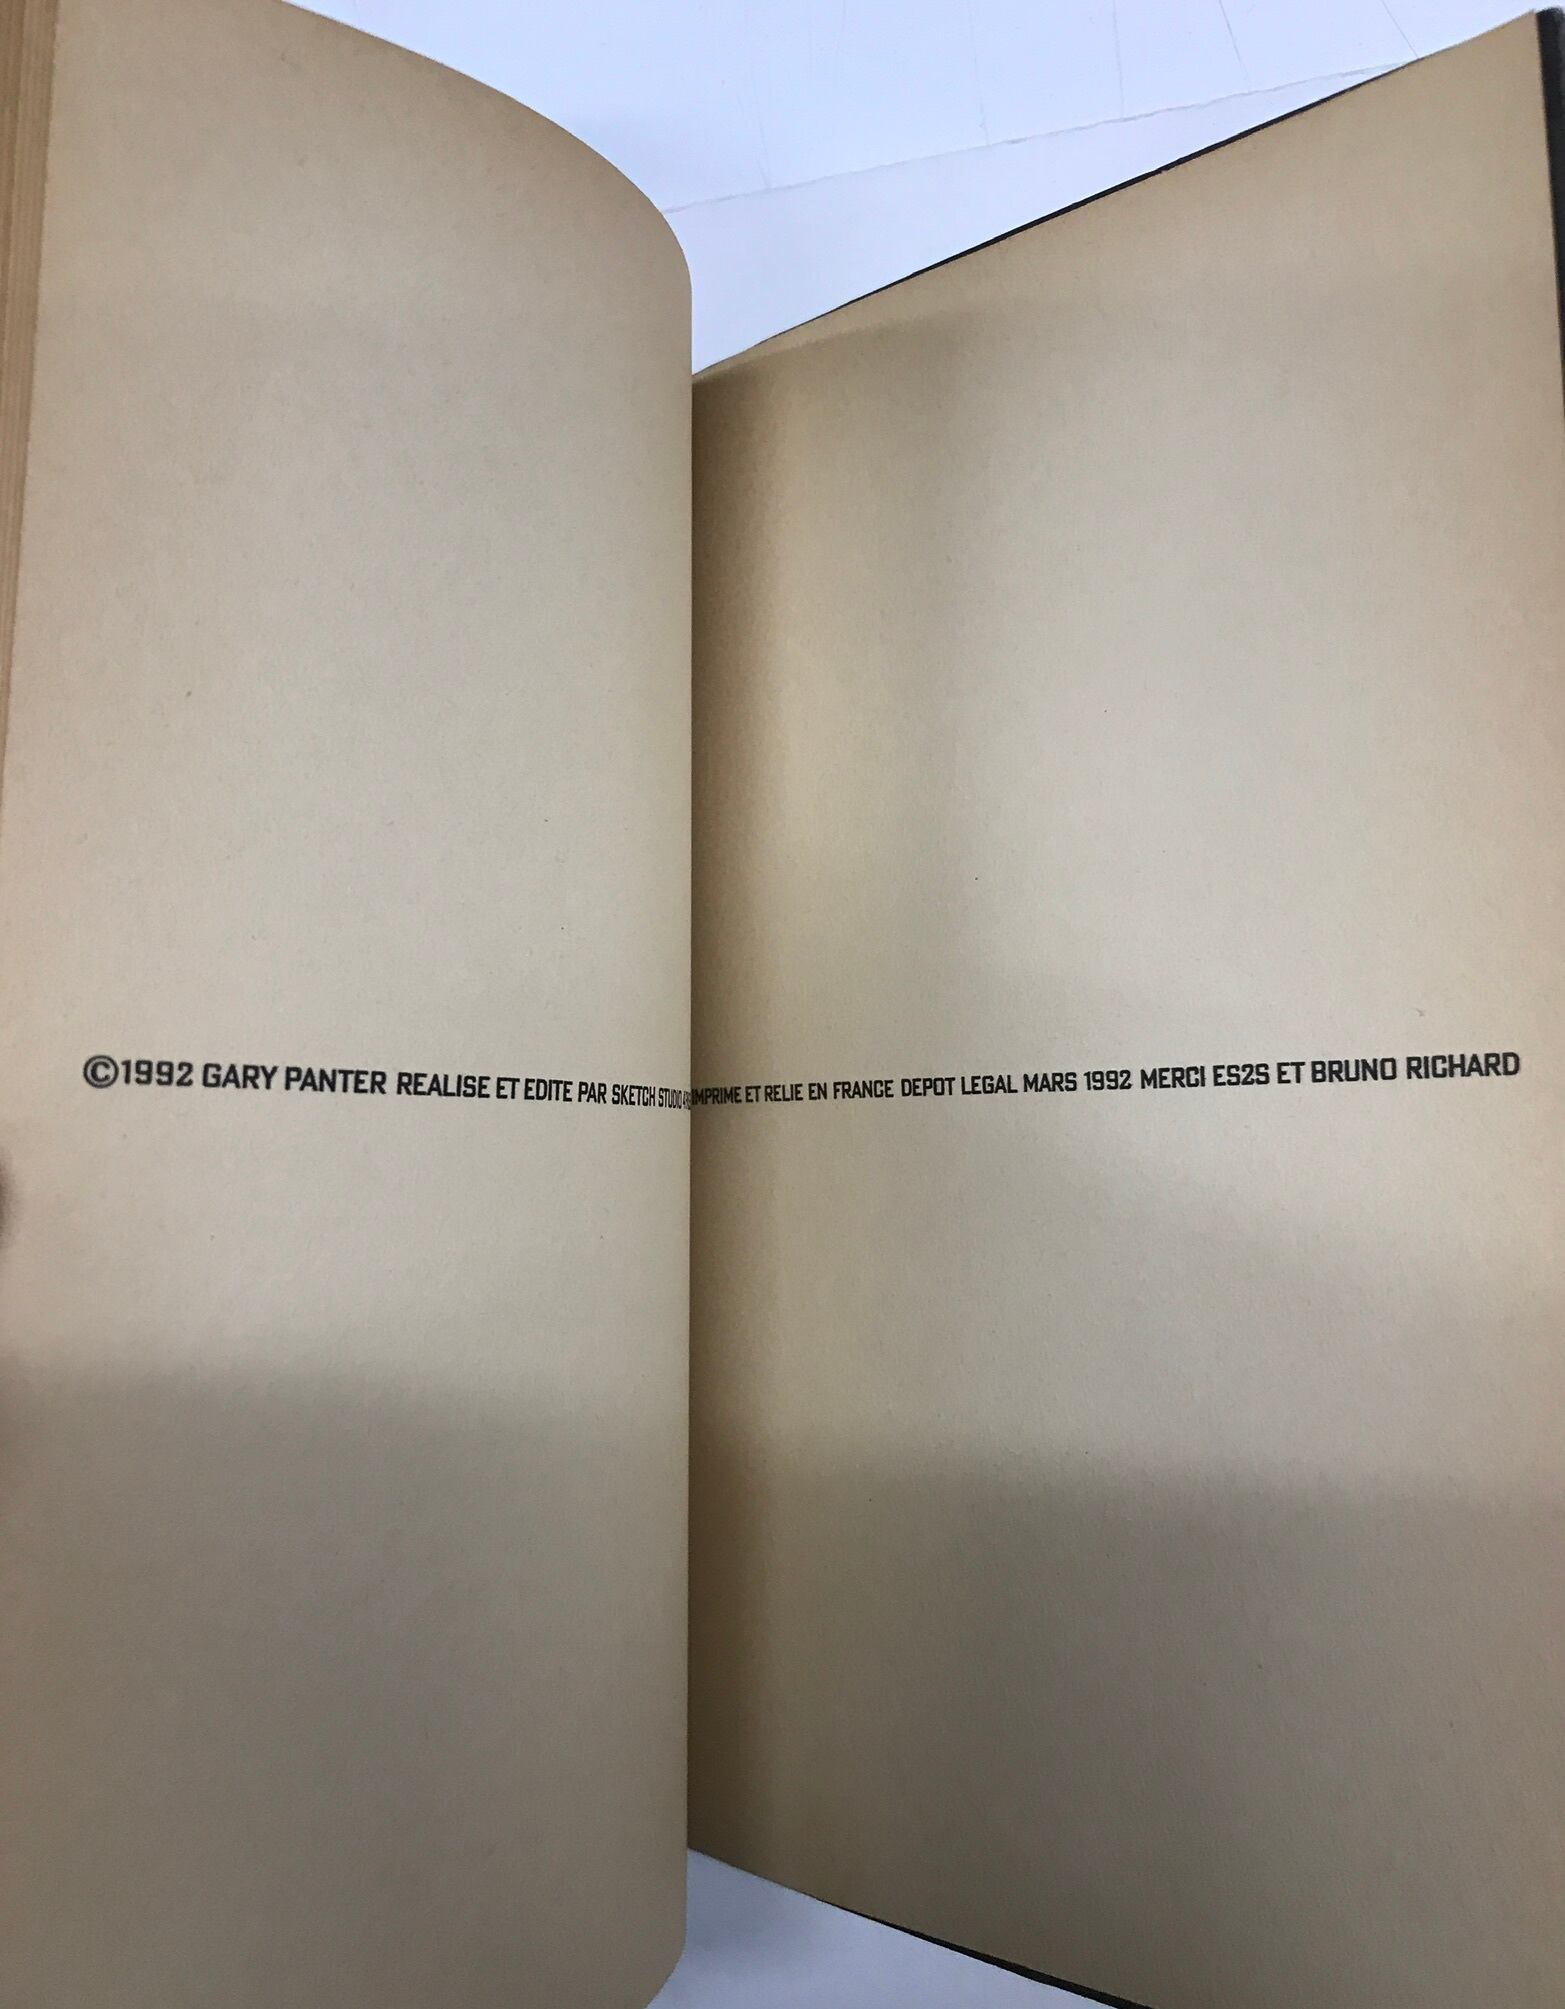 ©1992 GARY PANTER REALISE ET EDITE PAR SKETCH STUDIO IMPRIME ET RELIE EN FRANCE DEPOT LEGAL MARS 1992 MERCI ES2S ET BRUNO RICHARD